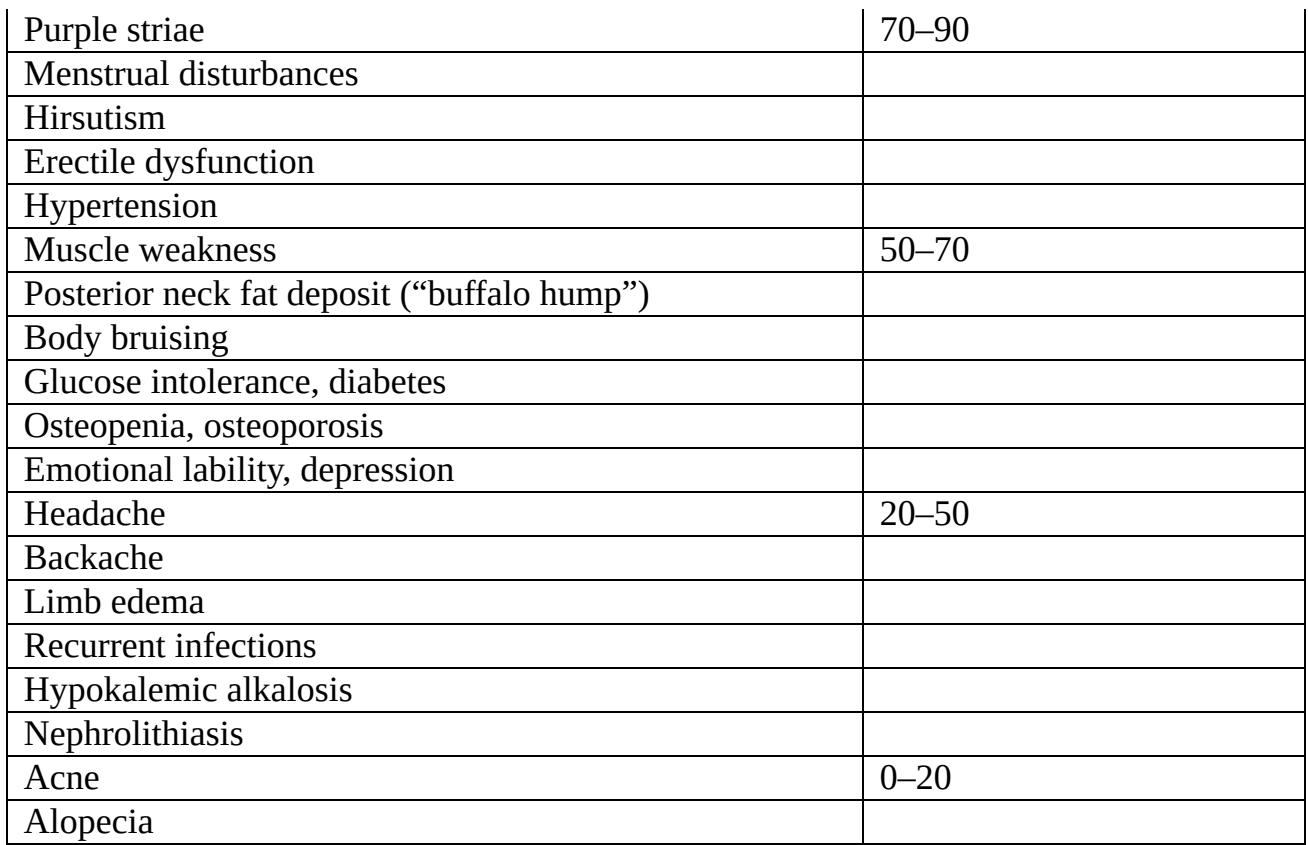 Purple striae 70–90
Menstrual disturbances
Hirsutism
Erectile dysfunction
Hypertension
Muscle weakness 50–70
Posterior neck fat deposit (“buffalo hump”)
Body bruising
Glucose intolerance, diabetes
Osteopenia, osteoporosis
Emotional lability, depression
Headache 20–50
Backache
Limb edema
Recurrent infections
Hypokalemic alkalosis
Nephrolithiasis
Acne 0–20
Alopecia